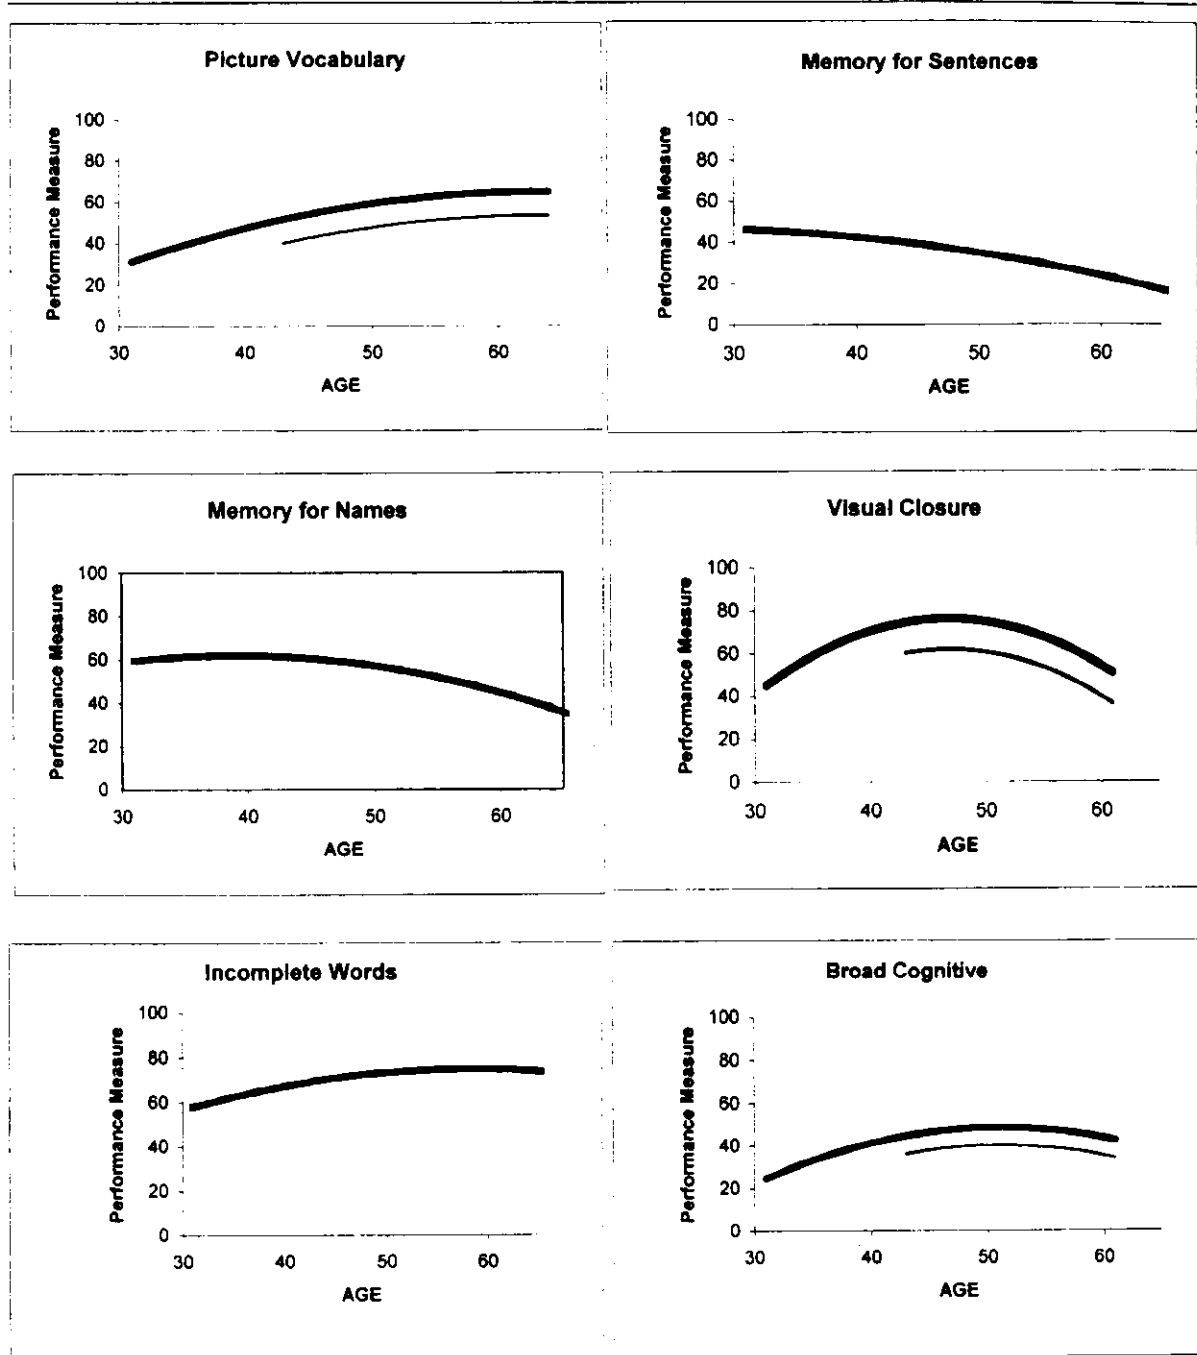 Picture Vocabulary
Performance Measure
100
80
60
40
20
0
30 40 50 60
AGE
Memory for Sentences
Performance Measure
100
80
60
40
20
0
30 40 50 60
AGE
Memory for Names
Performance Measure
100
80
60
40
20
0
30 40 50 60
AGE
Visual Closure
Performance Measure
100
80
60
40
20
0
30 40 50 60
AGE
Incomplete Words
Performance Measure
100
80
60
40
20
0
30 40 50 60
AGE
Broad Cognitive
Performance Measure
100
80
60
40
20
0
30 40 50 60
AGE